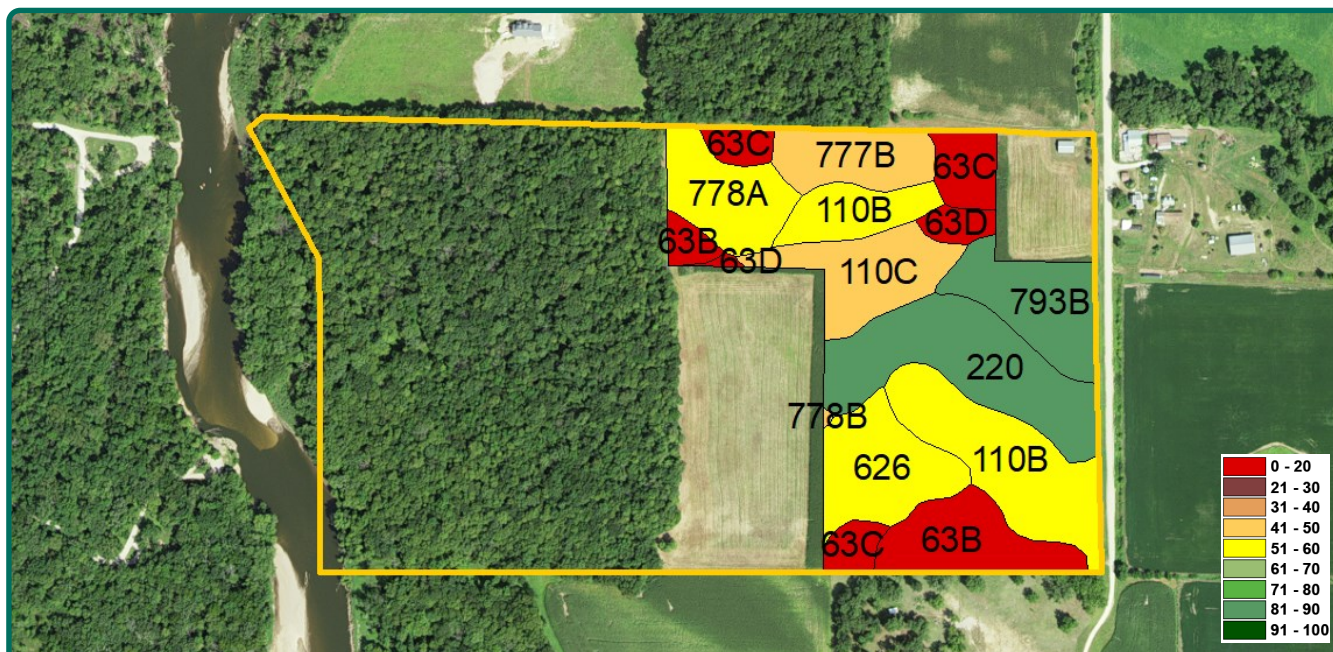 63C
777B
63C
778A
110B
63B
63D
63D
110C
793B
220
778B
626
110B
63C
63B
0 - 20
21 - 30
31 - 40
41 - 50
51 - 60
61 - 70
71 - 80
81 - 90
91 - 100